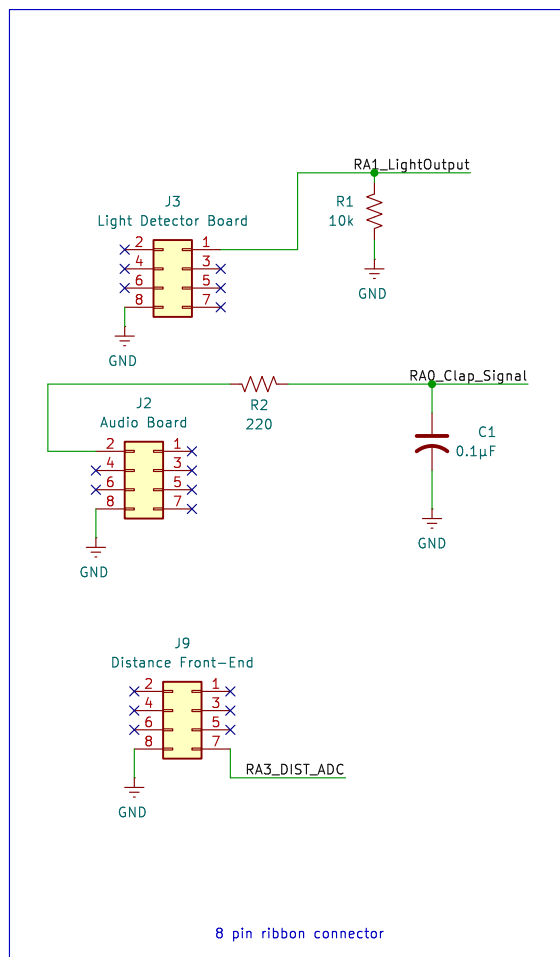 RA1_LightOutput
J3
Light Detector Board
R1
10k
2 1
4 3
6 5
8 7
GND
GND
RA0_Clap_Signal
R2
220
J2
Audio Board
C1
0.1µF
2 1
4 3
6 5
8 7
GND
GND
J9
Distance Front-End
2 1
4 3
6 5
8 7
RA3_DIST_ADC
GND
8 pin ribbon connector